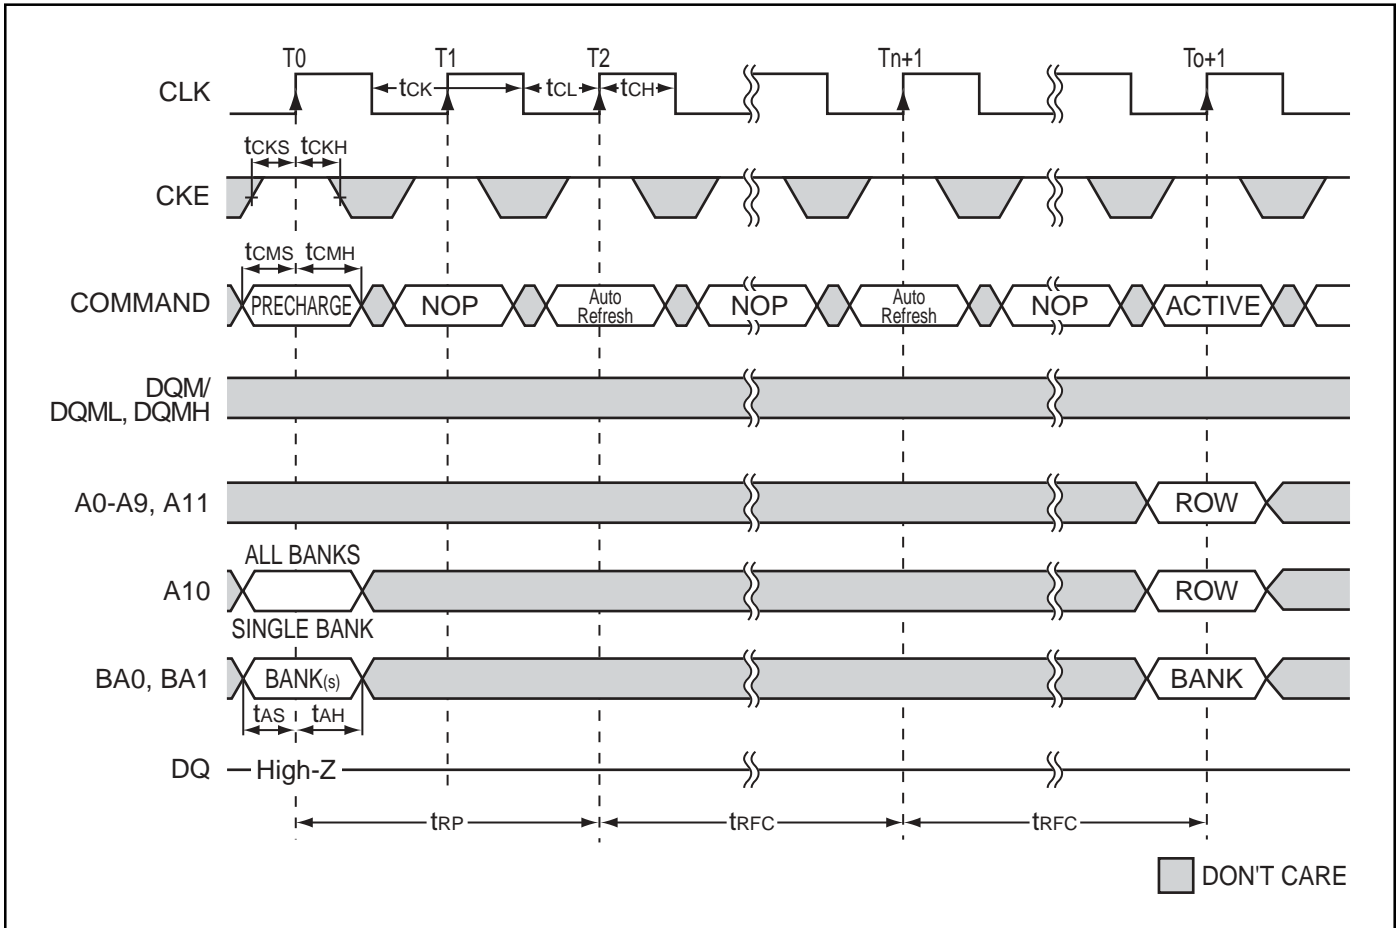 T0 T1 T2 Tn+1 To+1
CLK tCK tCL tCH
tCKS tCKH
CKE
tCMS tCMH
COMMAND PRECHARGE NOP Auto Refresh NOP Auto Refresh NOP ACTIVE
DQM/
DQML, DQMH
A0-A9, A11 ROW
ALL BANKS
A10 ROW
SINGLE BANK
BA0, BA1 BANK(s) BANK
tAS tAH
DQ High-Z
tRP tRFC tRFC
DON'T CARE